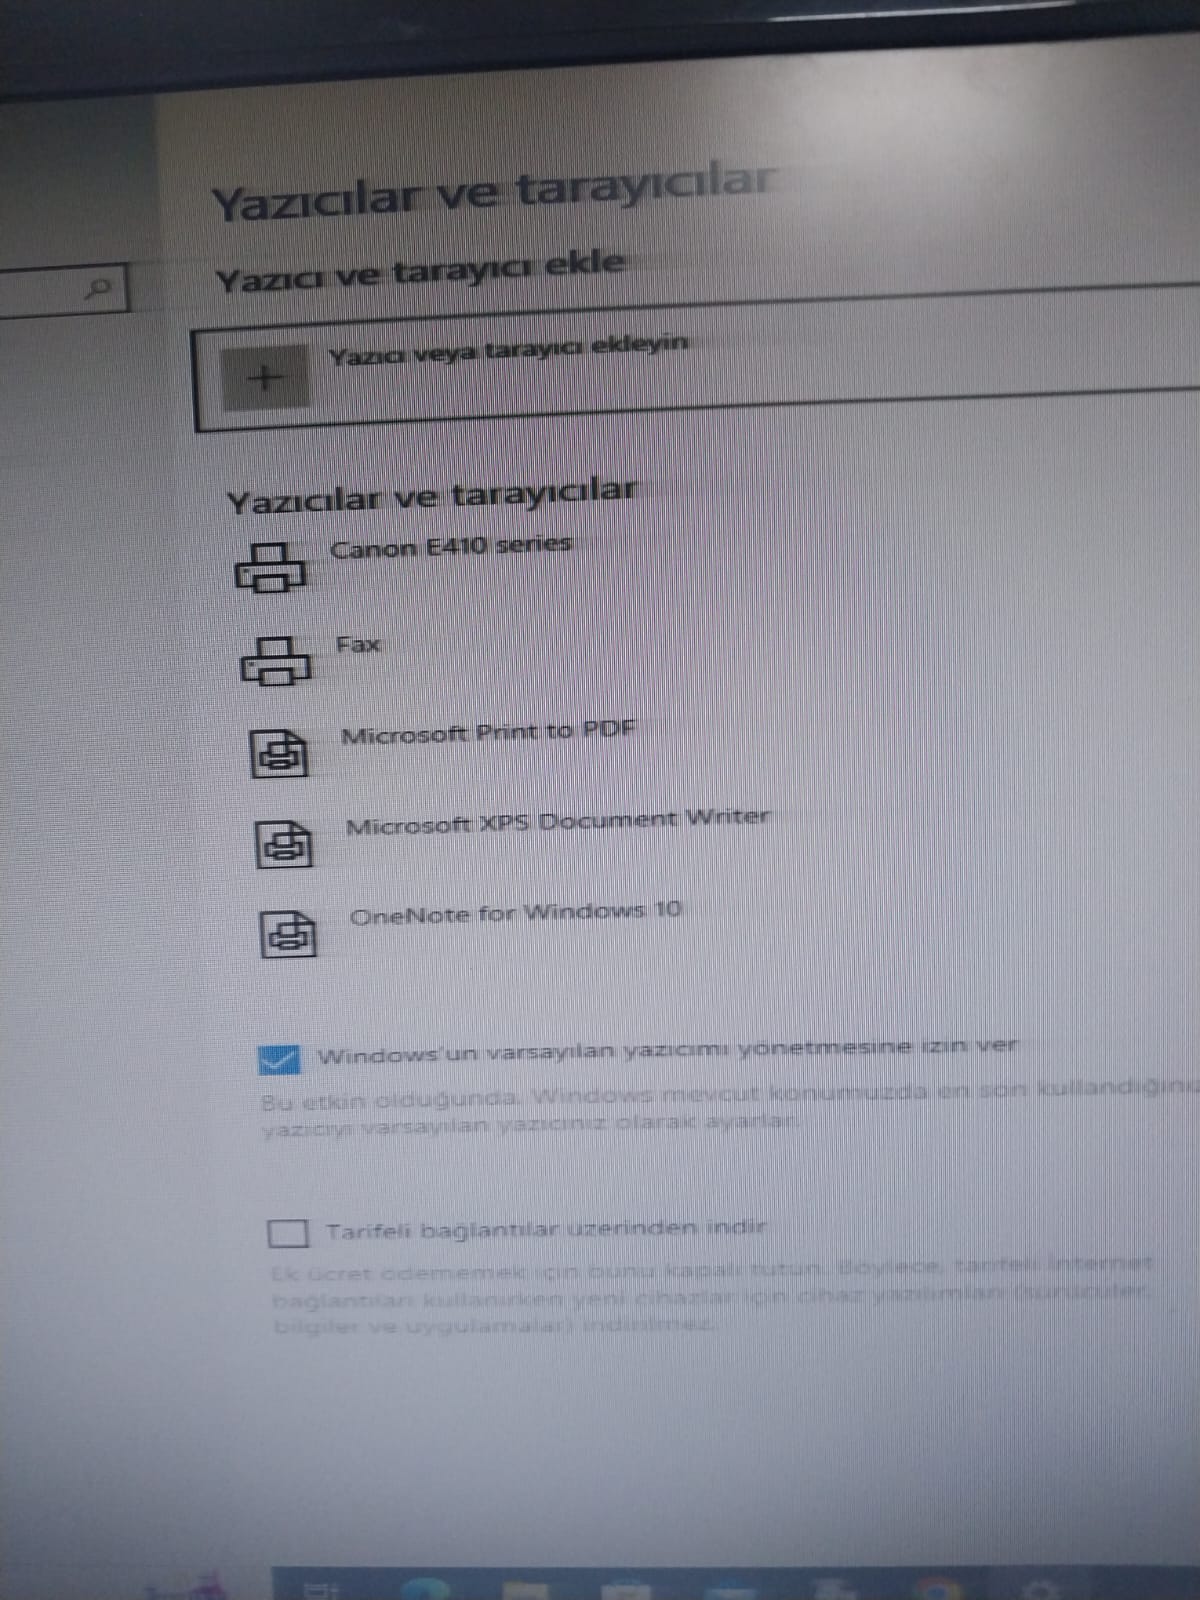 Yazıcılar ve tarayıcılar
Yazıcı ve tarayıcı ekle
Yazıcı veya tarayıcı ekleyin
Yazıcılar ve tarayıcılar
Canon E410 series
Fax
Microsoft Print to PDF
Microsoft XPS Document Writer
OneNote for Windows 10
Windows'un varsayılan yazıcımı yönetmesine izin ver
Bu etkin olduğunda, Windows mevcut konumuzda en son kullandığınız
yazıcıyı varsayılan yazıcınız olarak ayarlar.
Tarifeli bağlantılar üzerinden indir
Ek ücret ödememek için bunu kapalı tutun. Böylece, tarifeli İnternet
bağlantıları kullanırken yeni cihazlar için cihaz yazılımları (sürücüler,
bilgiler ve uygulamalar) indirilmez.